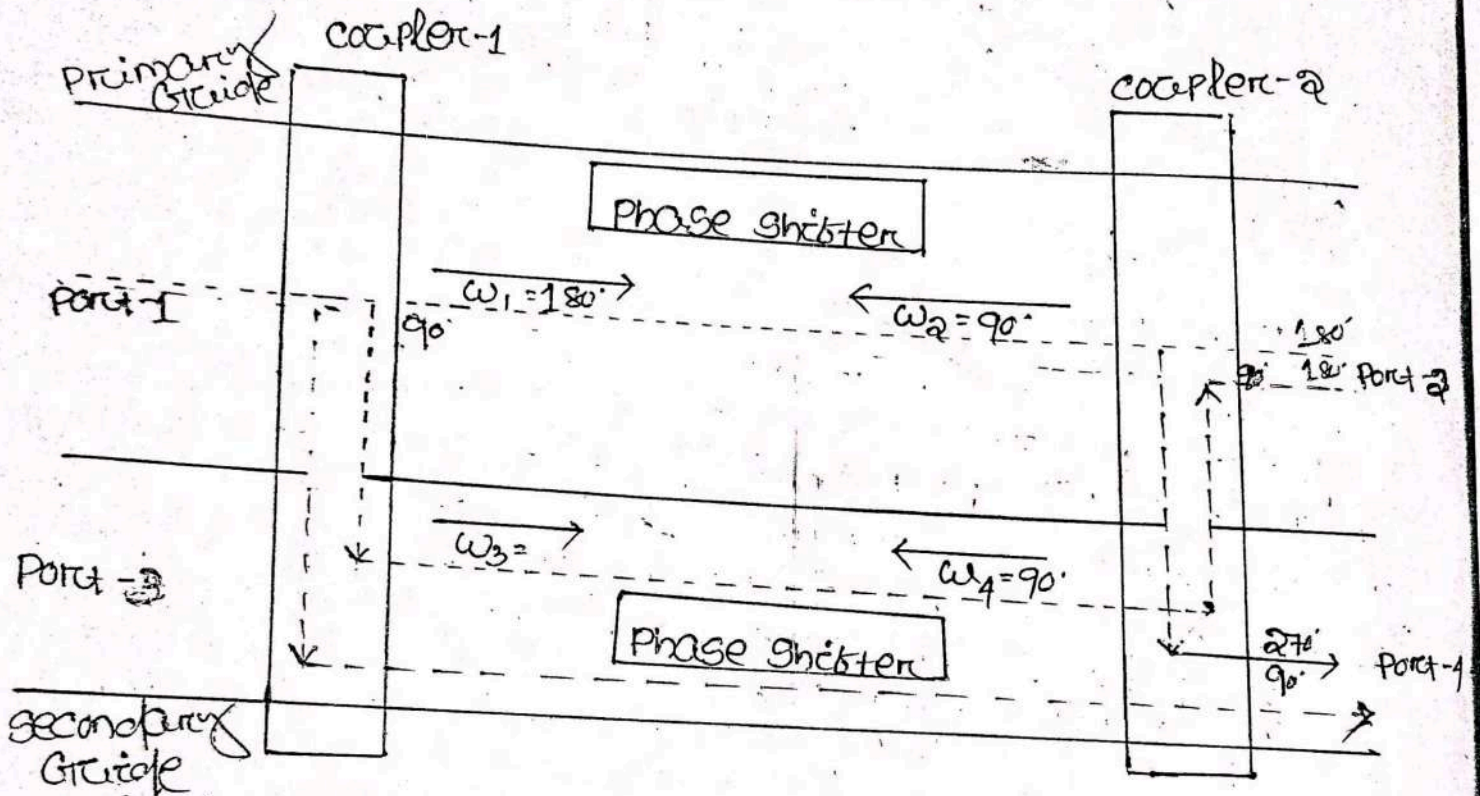 Primary
Guide
coupler-1
coupler-2
Phase Shifter
Port-1
ω₁=180°
90°
ω₂=90°
180°
90° 180° Port-2
ω₃=
ω₄=90°
Port-3
Phase Shifter
270°
90°
Port-4
Secondary
Guide